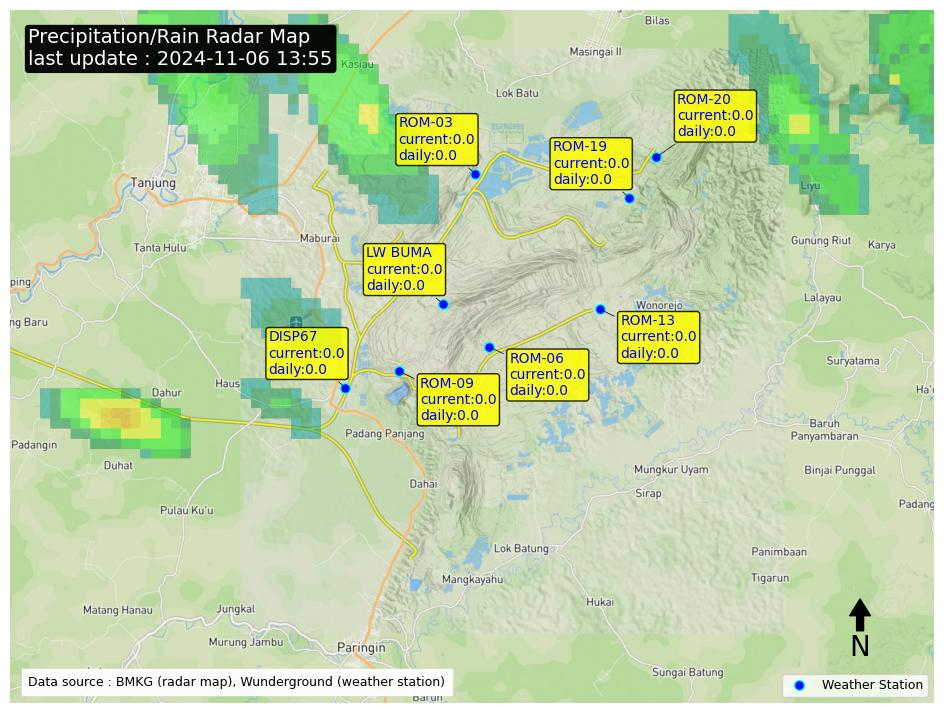 Precipitation/Rain Radar Map
last update : 2024-11-06 13:55
Bilas
Masingai II
Kasiau
Lok Batu
ROM-20
current:0.0
daily:0.0
ROM-03
current:0.0
daily:0.0
ROM-19
current:0.0
daily:0.0
Tanjung
Liyu
Maburai
Tanta Hulu
Gunung Riut
Karya
LW BUMA
current:0.0
daily:0.0
ping
Lalayau
Wonorejo
ng Baru
ROM-13
current:0.0
daily:0.0
DISP67
current:0.0
daily:0.0
ROM-06
current:0.0
daily:0.0
Suryatama
Haus
Dahur
ROM-09
current:0.0
daily:0.0
Ha'u
Baruh
Panyambaran
Padang Panjang
Padangin
Duhat
Mungkur Uyam
Binjai Punggal
Dahai
Sirap
Padang
Pulau Ku'u
Lok Batung
Panimbaan
Mangkayahu
Tigarun
Hukai
Matang Hanau
Jungkal
Murung Jambu
Paringin
N
Sungai Batung
Data source : BMKG (radar map), Wunderground (weather station)
Weather Station
Barun